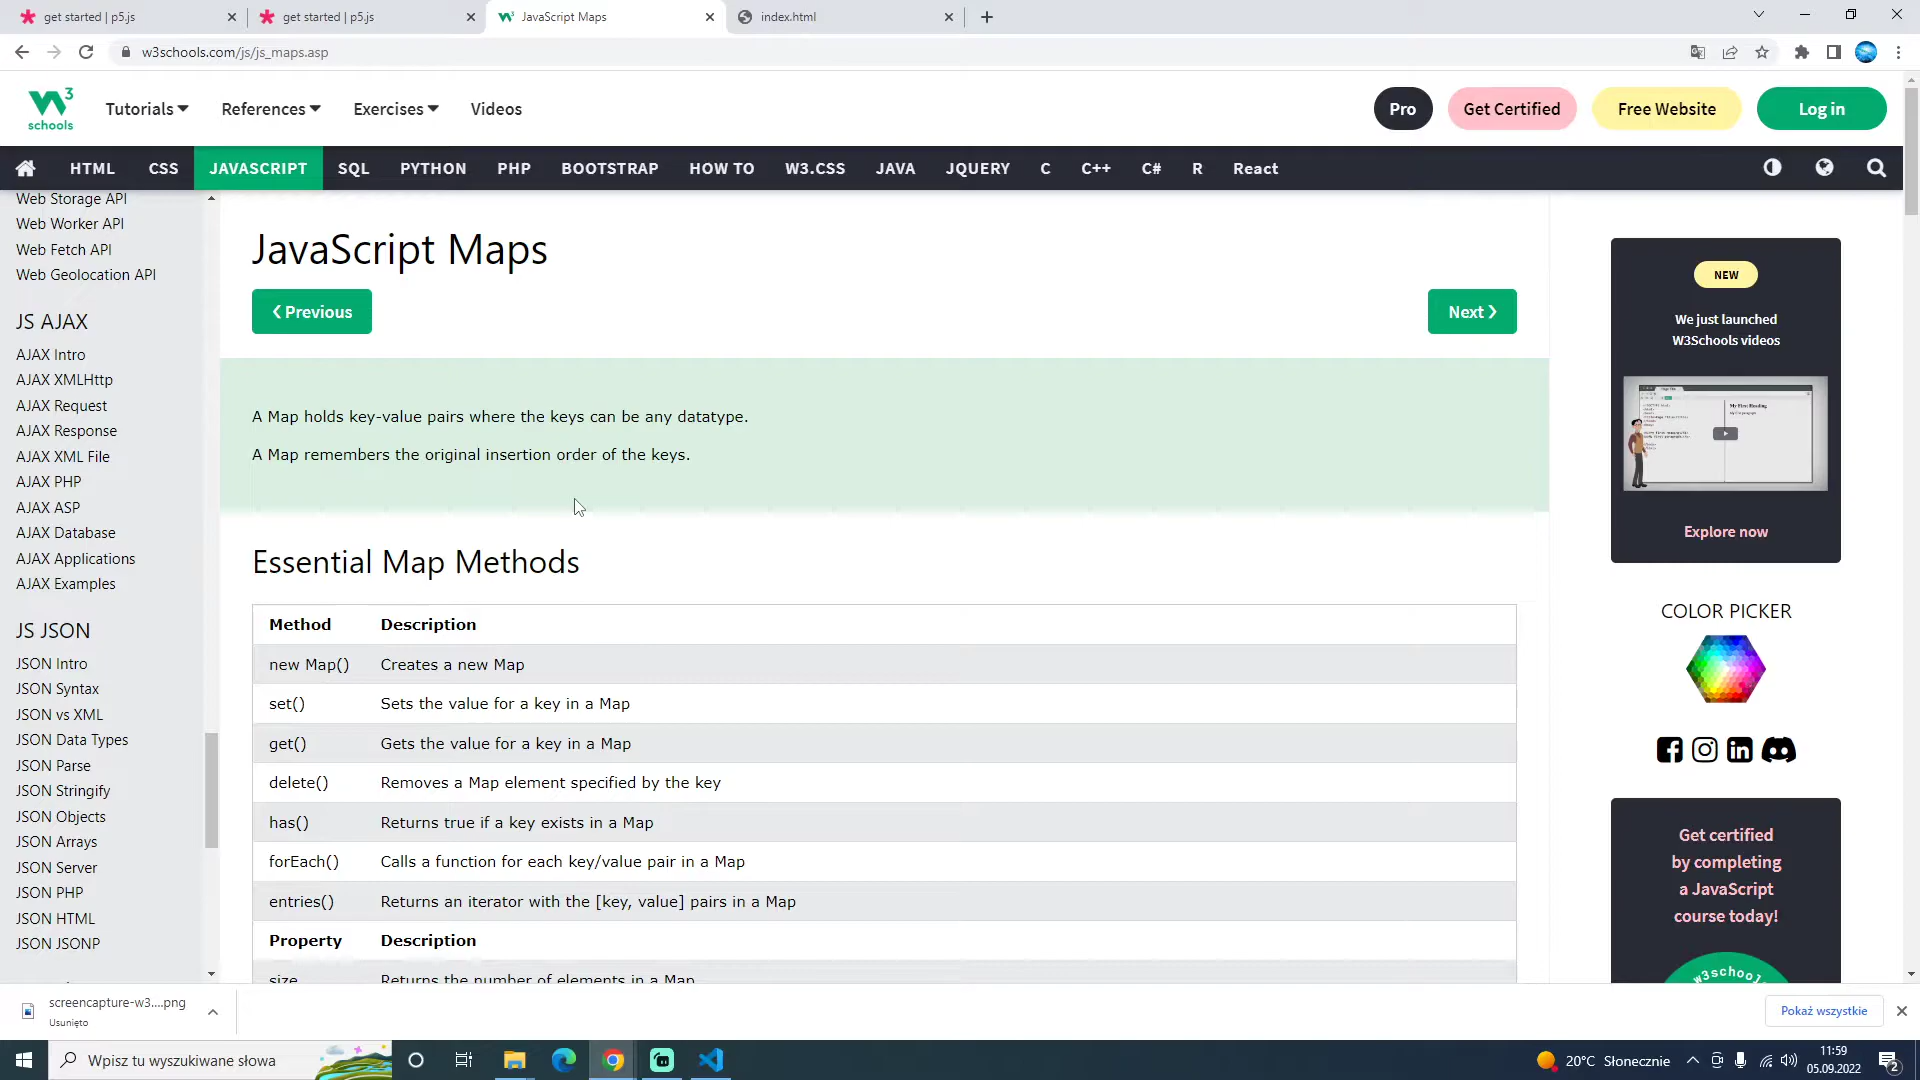 get started | p5.js
get started | p5.js
JavaScript Maps
index.html
w3schools.com/js/js_maps.asp
3
schools
Tutorials
References
Exercises
Videos
Pro
Get Certified
Free Website
Log in
HTML
CSS
JAVASCRIPT
SQL
PYTHON
PHP
BOOTSTRAP
HOW TO
W3.CSS
JAVA
JQUERY
C
C++
C#
R
React
Web Storage API
Web Worker API
Web Fetch API
Web Geolocation API
JS AJAX
AJAX Intro
AJAX XMLHttp
AJAX Request
AJAX Response
AJAX XML File
AJAX PHP
AJAX ASP
AJAX Database
AJAX Applications
AJAX Examples
JS JSON
JSON Intro
JSON Syntax
JSON vs XML
JSON Data Types
JSON Parse
JSON Stringify
JSON Objects
JSON Arrays
JSON Server
JSON PHP
JSON HTML
JSON JSONP
JavaScript Maps
❮ Previous
Next ❯
A Map holds key-value pairs where the keys can be any datatype.
A Map remembers the original insertion order of the keys.
Essential Map Methods
Method Description
new Map() Creates a new Map
set() Sets the value for a key in a Map
get() Gets the value for a key in a Map
delete() Removes a Map element specified by the key
has() Returns true if a key exists in a Map
forEach() Calls a function for each key/value pair in a Map
entries() Returns an iterator with the [key, value] pairs in a Map
Property Description
size Returns the number of elements in a Map
NEW
We just launched
W3Schools videos
Explore now
COLOR PICKER
Get certified
by completing
a JavaScript
course today!
w3school
screencapture-w3....png
Usunięto
Pokaż wszystkie
Wpisz tu wyszukiwane słowa
20°C Słonecznie
11:59
05.09.2022
2